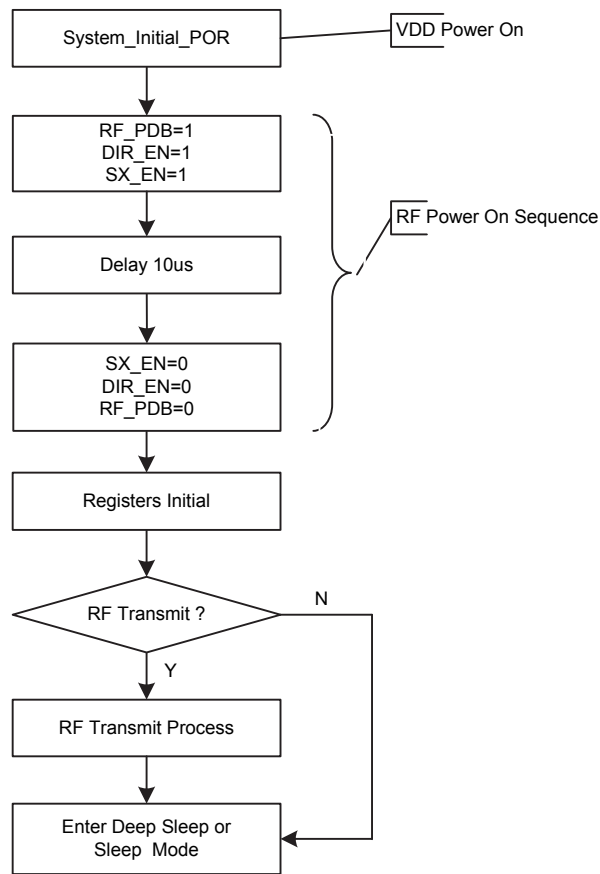 System_Initial_POR
VDD Power On
RF_PDB=1
DIR_EN=1
SX_EN=1
RF Power On Sequence
Delay 10us
SX_EN=0
DIR_EN=0
RF_PDB=0
Registers Initial
RF Transmit ?
N
Y
RF Transmit Process
Enter Deep Sleep or
Sleep Mode